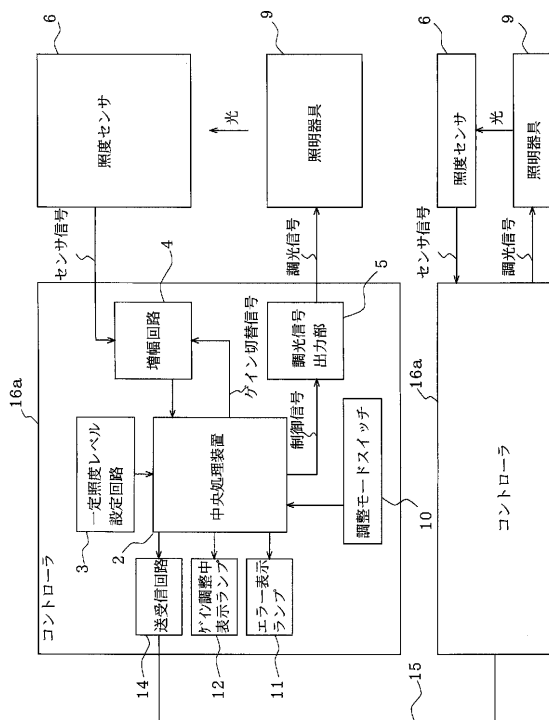 16a
コントローラ
3
一定照度レベル
設定回路
4
増幅回路
センサ信号
6
照度センサ
光
14
送受信回路
2
中央処理装置
ゲイン切替信号
12
ゲイン調整中
表示ランプ
11
エラー表示
ランプ
制御信号
5
調光信号
出力部
調光信号
9
照明器具
10
調整モードスイッチ
15
16a
コントローラ
センサ信号
6
照度センサ
光
調光信号
9
照明器具